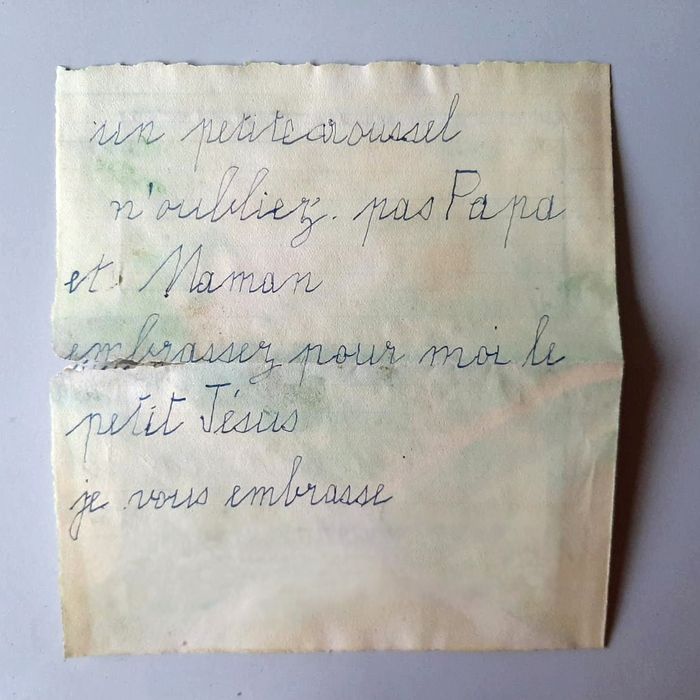 un petitcaroussel
n'oubliez. pas Papa
et Maman
embrassez pour moi le
petit Jésus
je vous embrasse